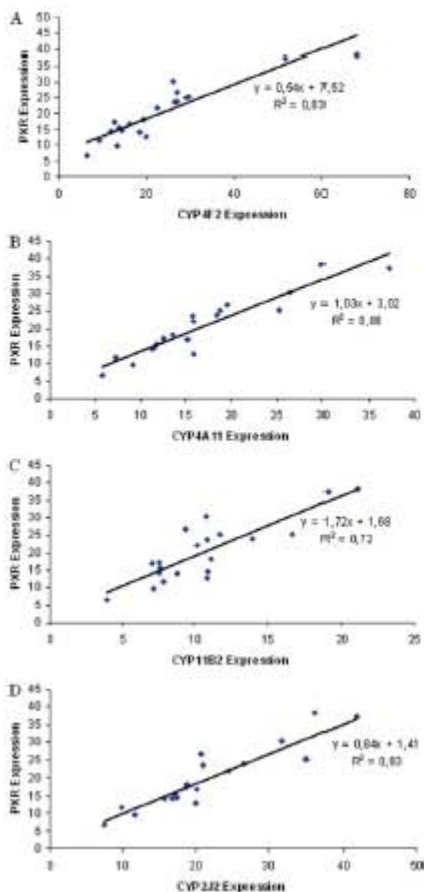 A
PXR Expression
50
45
40
35
30
25
20
15
10
5
0
y = 0,54x + 7,52
R² = 0,83
0 20 40 60 80
CYP4F2 Expression
B
PXR Expression
45
40
35
30
25
20
15
10
5
0
y = 1,03x + 3,02
R² = 0,88
0 5 10 15 20 25 30 35 40
CYP4A11 Expression
C
PXR Expression
45
40
35
30
25
20
15
10
5
0
y = 1,72x + 1,68
R² = 0,72
0 5 10 15 20 25
CYP11B2 Expression
D
PXR Expression
45
40
35
30
25
20
15
10
5
0
y = 0,84x + 1,41
R² = 0,83
0 10 20 30 40 500
CYP2J2 Expression